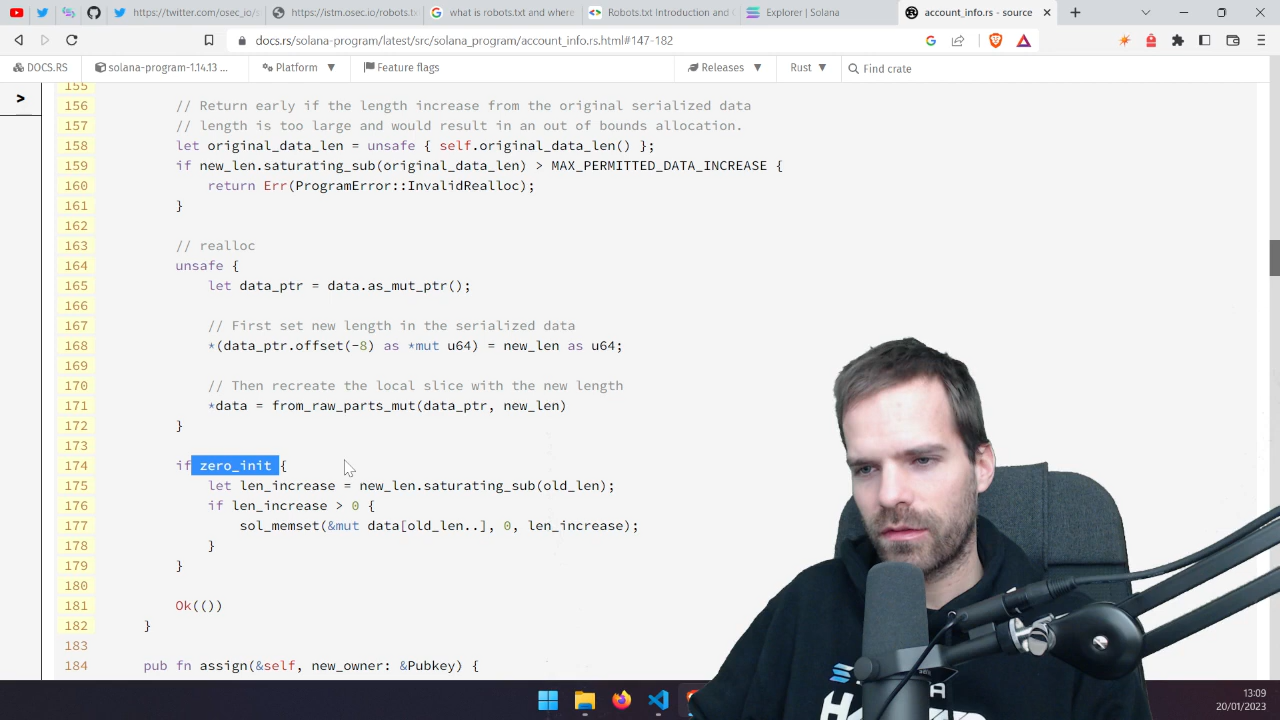 https://twitter.com/osec_io/s
https://istm.osec.io/robots.tx
what is robots.txt and where
Robots.txt Introduction and G
Explorer | Solana
account_info.rs - source
docs.rs/solana-program/latest/src/solana_program/account_info.rs.html#147-182
DOCS.RS
solana-program-1.14.13 ...
Platform
Feature flags
Releases
Rust
Find crate
>
155
156 // Return early if the length increase from the original serialized data
157 // length is too large and would result in an out of bounds allocation.
158 let original_data_len = unsafe { self.original_data_len() };
159 if new_len.saturating_sub(original_data_len) > MAX_PERMITTED_DATA_INCREASE {
160 return Err(ProgramError::InvalidRealloc);
161 }
162
163 // realloc
164 unsafe {
165 let data_ptr = data.as_mut_ptr();
166
167 // First set new length in the serialized data
168 *(data_ptr.offset(-8) as *mut u64) = new_len as u64;
169
170 // Then recreate the local slice with the new length
171 *data = from_raw_parts_mut(data_ptr, new_len)
172 }
173
174 if zero_init {
175 let len_increase = new_len.saturating_sub(old_len);
176 if len_increase > 0 {
177 sol_memset(&mut data[old_len..], 0, len_increase);
178 }
179 }
180
181 Ok(())
182 }
183
184 pub fn assign(&self, new_owner: &Pubkey) {
13:09
20/01/2023